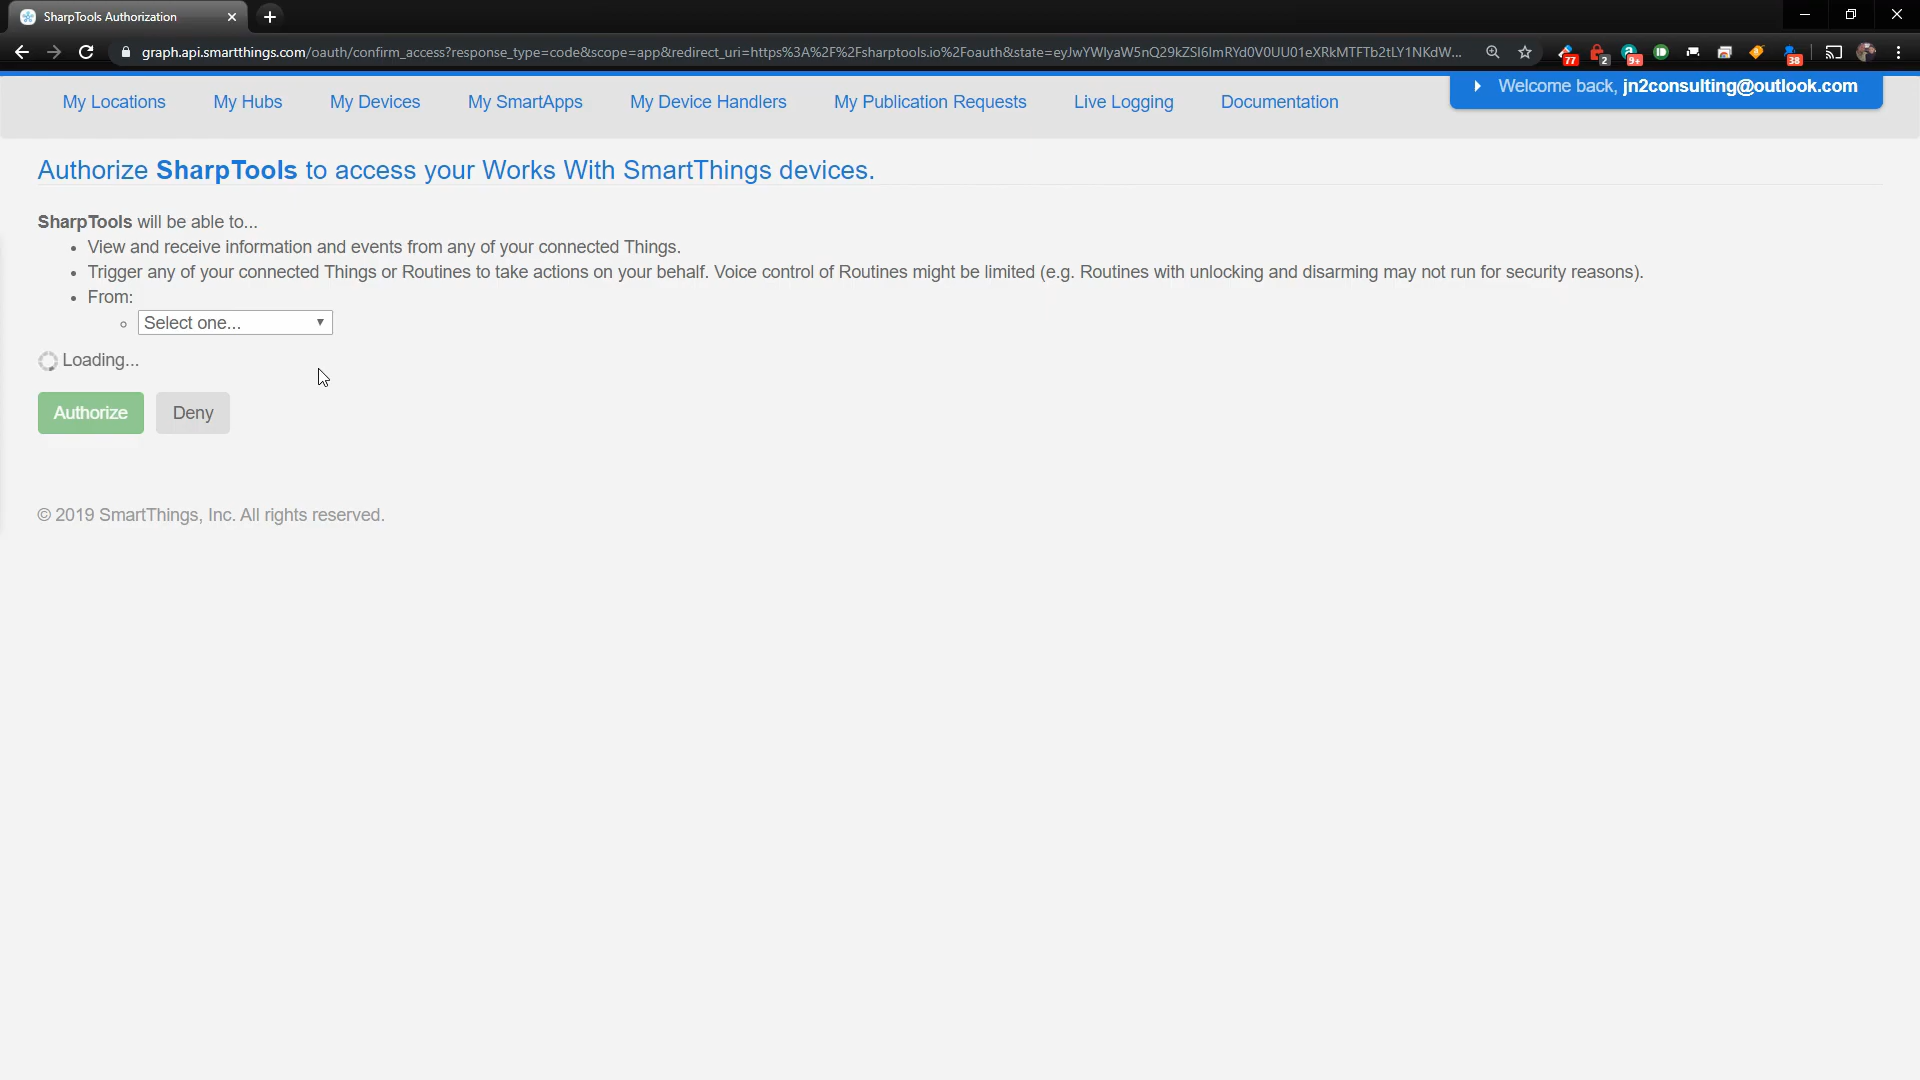 SharpTools Authorization
graph.api.smartthings.com/oauth/confirm_access?response_type=code&scope=app&redirect_uri=https%3A%2F%2Fsharptools.io%2Foauth&state=eyJwYWlyaW5nQ29kZSI6ImRYd0V0UU01eXRkMTFTb2tLY1NKdW...
77
2
9+
38
My Locations My Hubs My Devices My SmartApps My Device Handlers My Publication Requests Live Logging Documentation
Welcome back, jn2consulting@outlook.com
Authorize SharpTools to access your Works With SmartThings devices.
SharpTools will be able to...
• View and receive information and events from any of your connected Things.
• Trigger any of your connected Things or Routines to take actions on your behalf. Voice control of Routines might be limited (e.g. Routines with unlocking and disarming may not run for security reasons).
• From:
Select one...
Loading...
Authorize Deny
© 2019 SmartThings, Inc. All rights reserved.